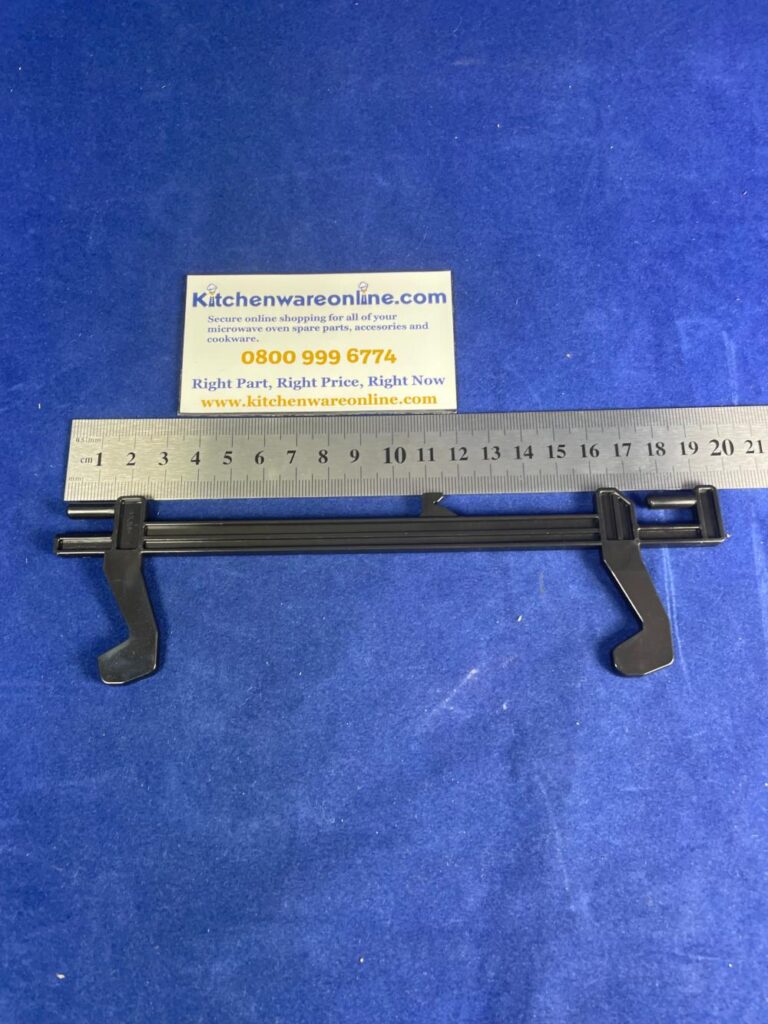 Kitchenwareonline.com
Secure online shopping for all of your
microwave oven spare parts, accesories and
cookware.
0800 999 6774
Right Part, Right Price, Right Now
www.kitchenwareonline.com
0.5mm
cm 1 2 3 4 5 6 7 8 9 10 11 12 13 14 15 16 17 18 19 20 21